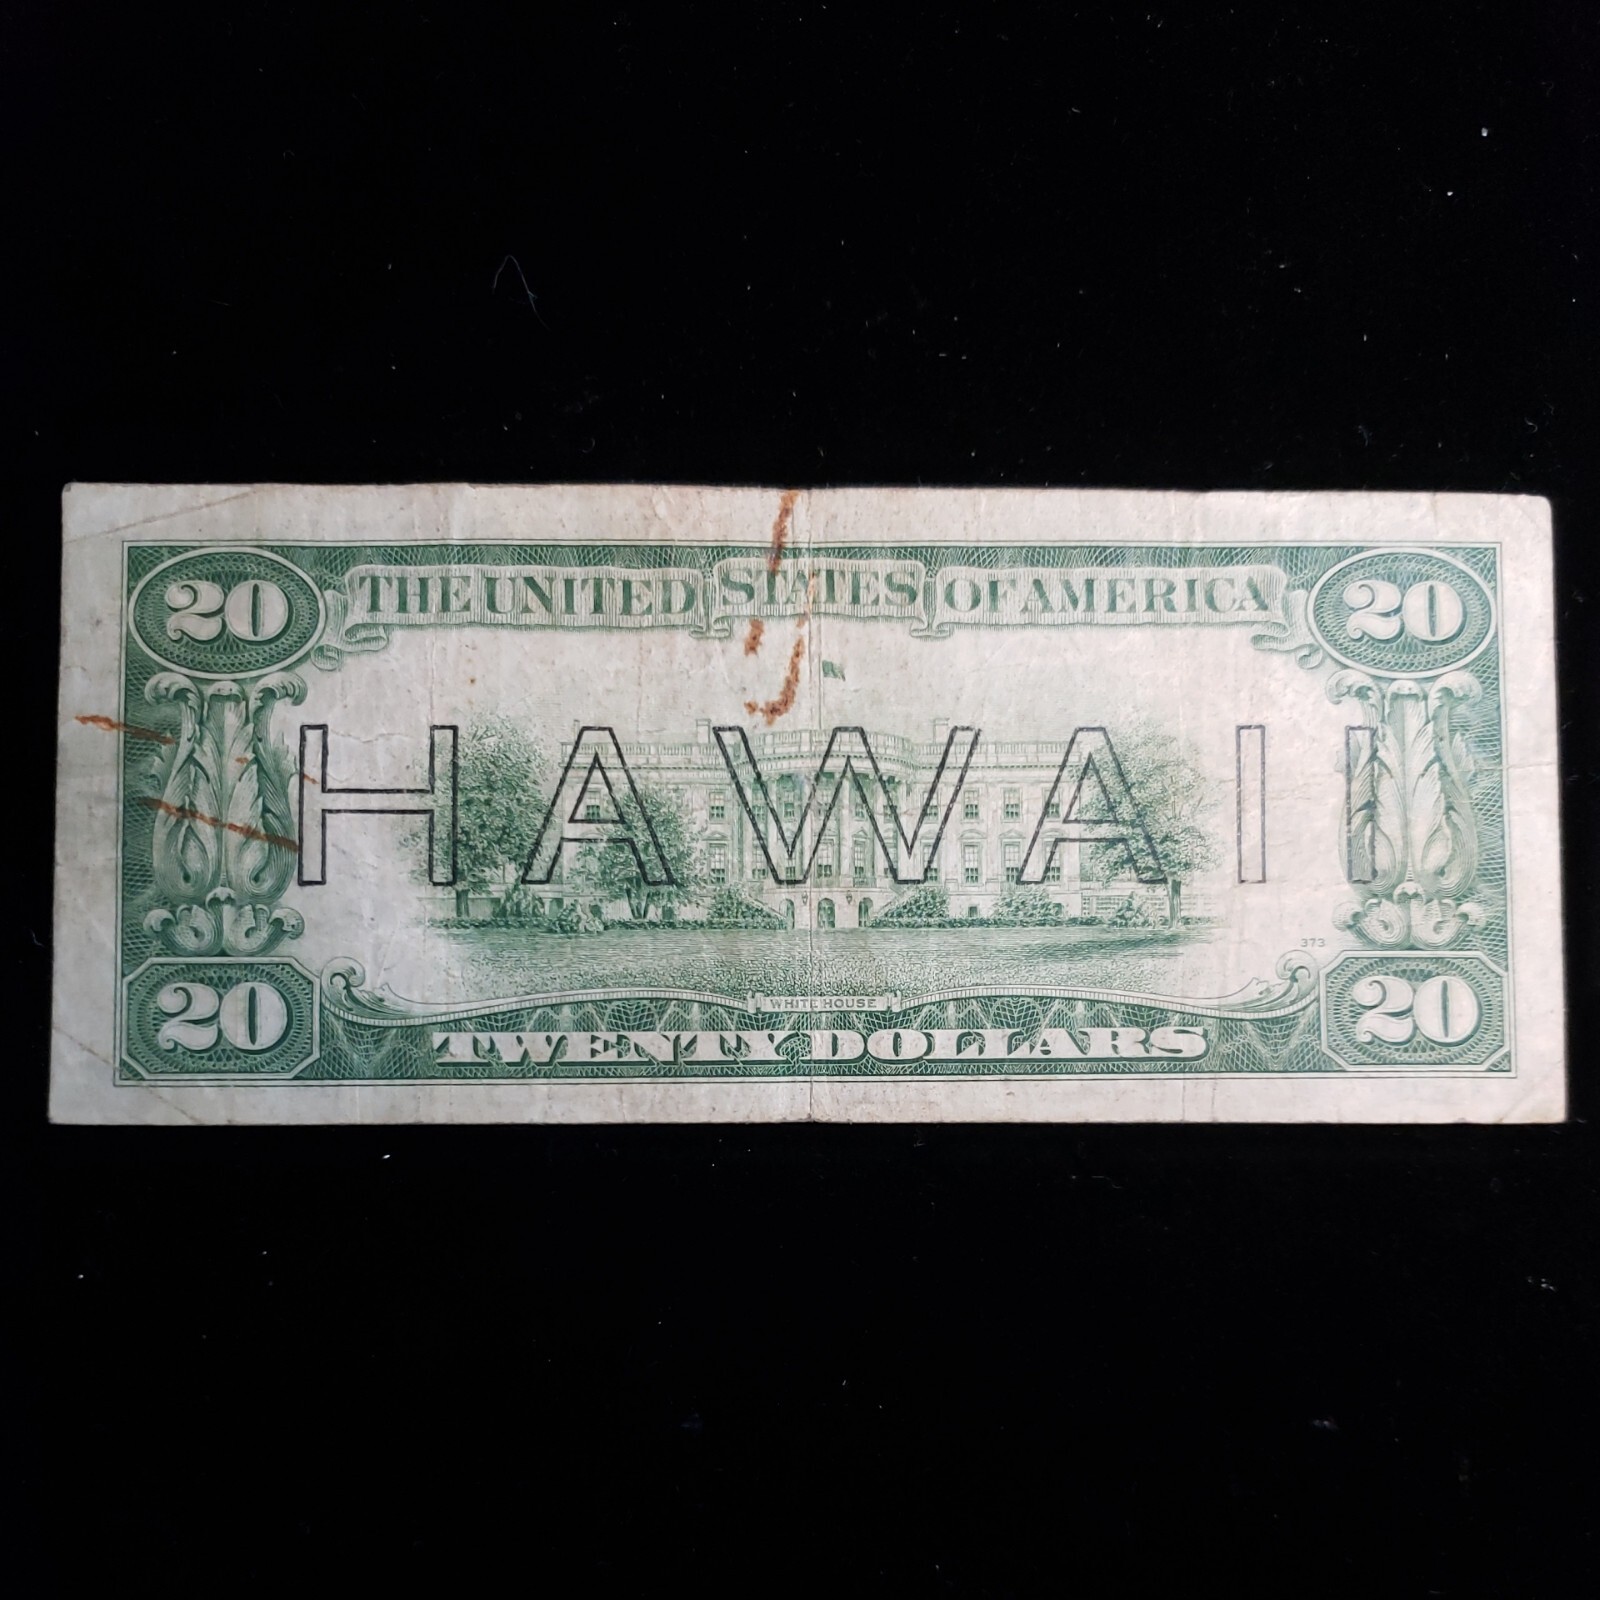 20 THE UNITED STATES OF AMERICA 20
HAWAII
373
WHITE HOUSE
20 TWENTY DOLLARS 20